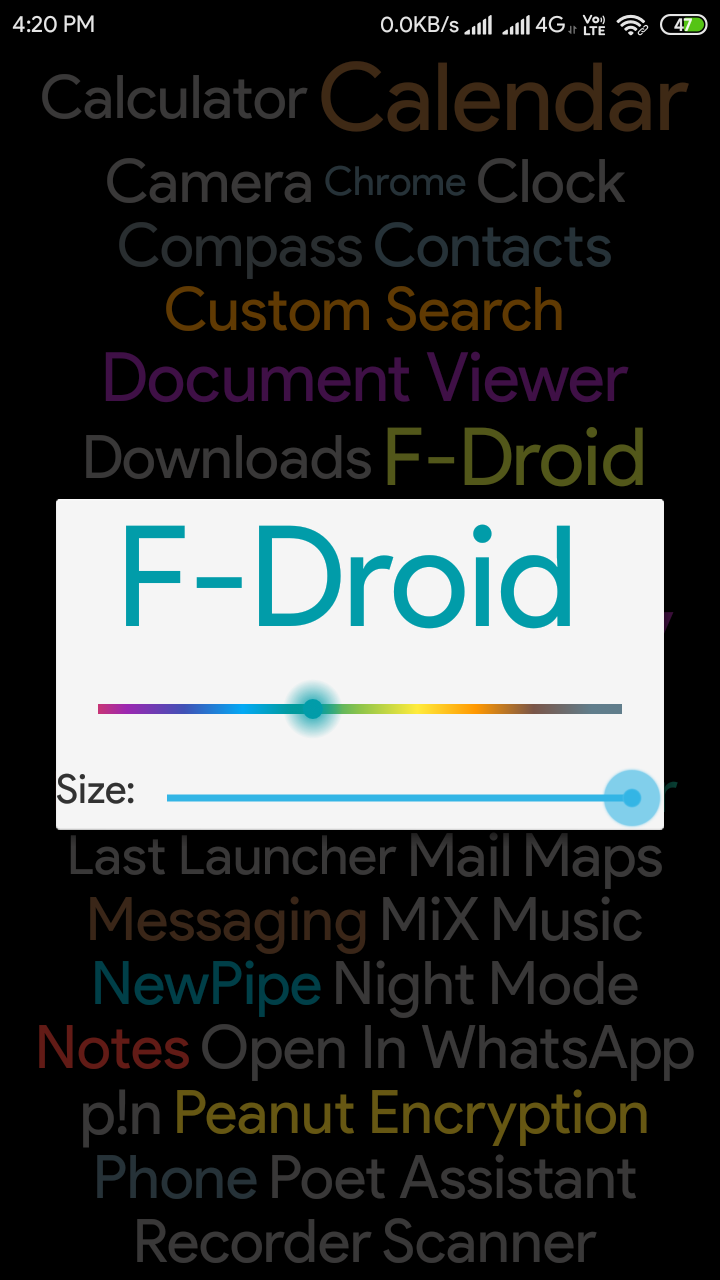 4:20 PM 0.0KB/s 4G Vo) LTE 47
Calculator Calendar
Camera Chrome Clock
Compass Contacts
Custom Search
Document Viewer
Downloads F-Droid
F-Droid
Size:
Last Launcher Mail Maps
Messaging MiX Music
NewPipe Night Mode
Notes Open In WhatsApp
p!n Peanut Encryption
Phone Poet Assistant
Recorder Scanner